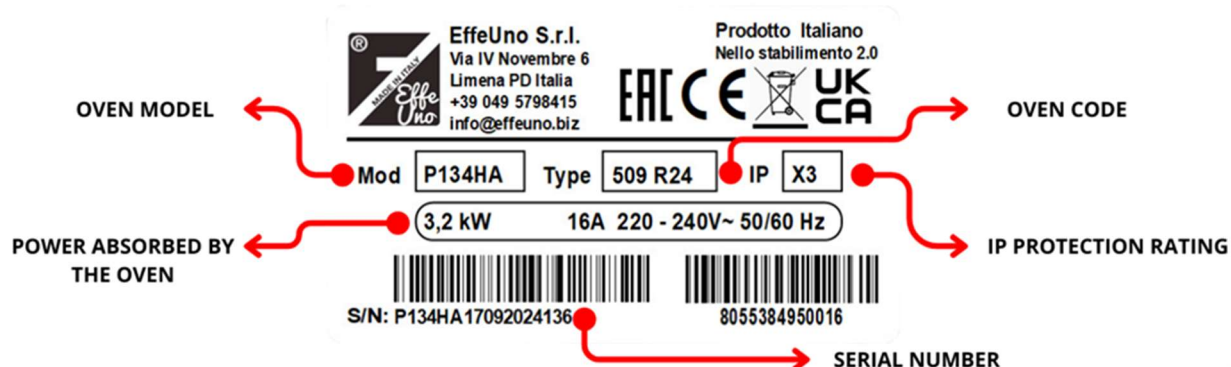 ®
MADE IN ITALY
Effe
Uno
EffeUno S.r.l.
Via IV Novembre 6
Limena PD Italia
+39 049 5798415
info@effeuno.biz
Prodotto Italiano
Nello stabilimento 2.0
EAC CE UK
CA
OVEN MODEL
OVEN CODE
Mod P134HA Type 509 R24 IP X3
3,2 kW 16A 220 - 240V~ 50/60 Hz
POWER ABSORBED BY
THE OVEN
IP PROTECTION RATING
S/N: P134HA17092024136
8055384950016
SERIAL NUMBER